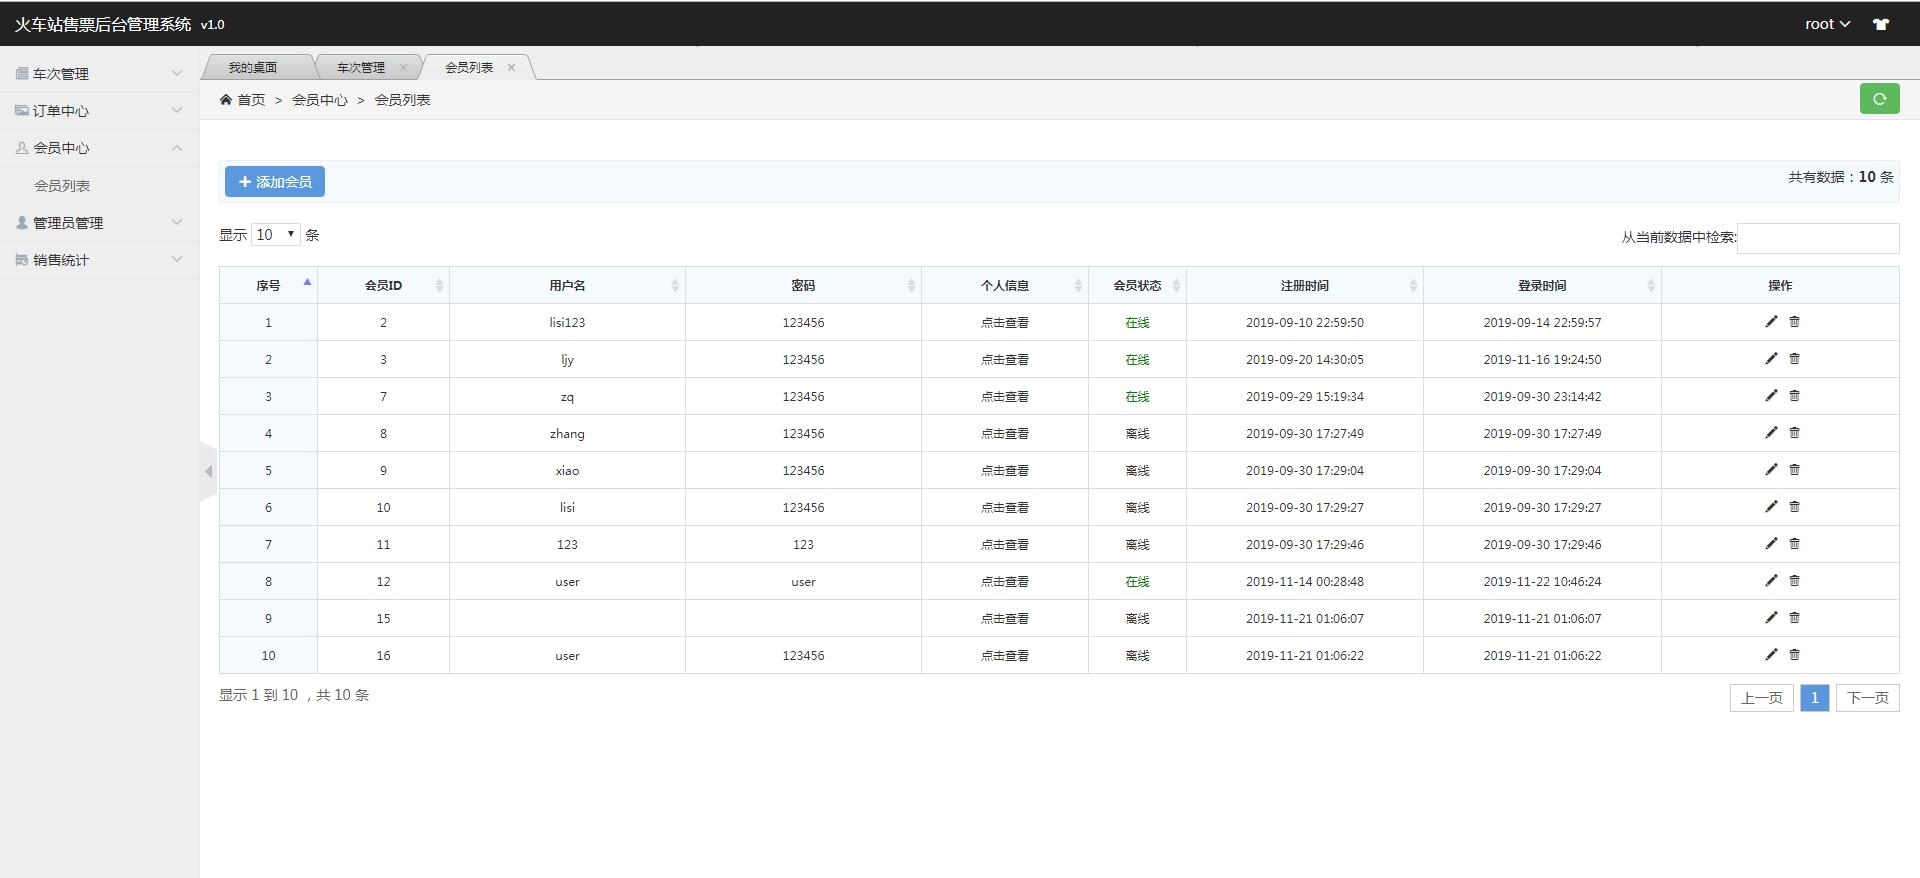 火车站售票后台管理系统 v1.0
root
车次管理
订单中心
会员中心
会员列表
管理员管理
销售统计
我的桌面 车次管理 会员列表
首页 > 会员中心 > 会员列表
添加会员
共有数据：10 条
显示 10 条
从当前数据中检索:
序号 会员ID 用户名 密码 个人信息 会员状态 注册时间 登录时间 操作
1 2 lisi123 123456 点击查看 在线 2019-09-10 22:59:50 2019-09-14 22:59:57
2 3 ljy 123456 点击查看 在线 2019-09-20 14:30:05 2019-11-16 19:24:50
3 7 zq 123456 点击查看 在线 2019-09-29 15:19:34 2019-09-30 23:14:42
4 8 zhang 123456 点击查看 离线 2019-09-30 17:27:49 2019-09-30 17:27:49
5 9 xiao 123456 点击查看 离线 2019-09-30 17:29:04 2019-09-30 17:29:04
6 10 lisi 123456 点击查看 离线 2019-09-30 17:29:27 2019-09-30 17:29:27
7 11 123 123 点击查看 离线 2019-09-30 17:29:46 2019-09-30 17:29:46
8 12 user user 点击查看 在线 2019-11-14 00:28:48 2019-11-22 10:46:24
9 15 点击查看 离线 2019-11-21 01:06:07 2019-11-21 01:06:07
10 16 user 123456 点击查看 离线 2019-11-21 01:06:22 2019-11-21 01:06:22
显示 1 到 10 ，共 10 条
上一页 1 下一页